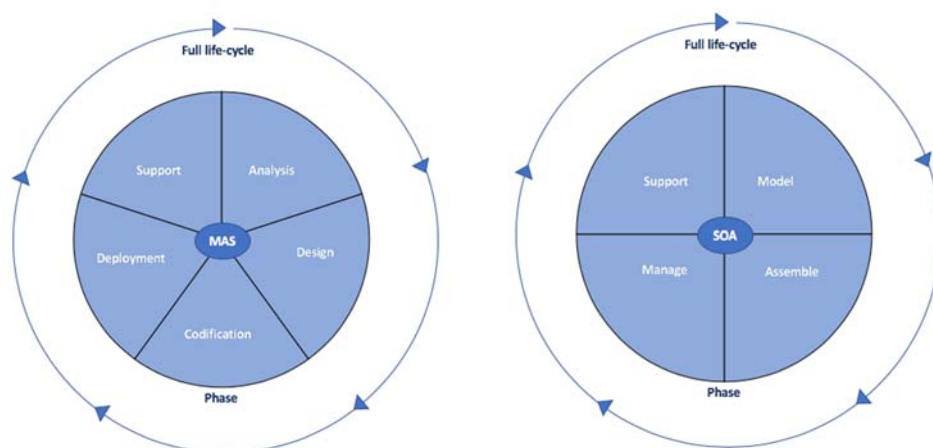 Full life-cycle
Support
Analysis
MAS
Deployment
Design
Codification
Phase
Full life-cycle
Support
Model
SOA
Manage
Assemble
Phase